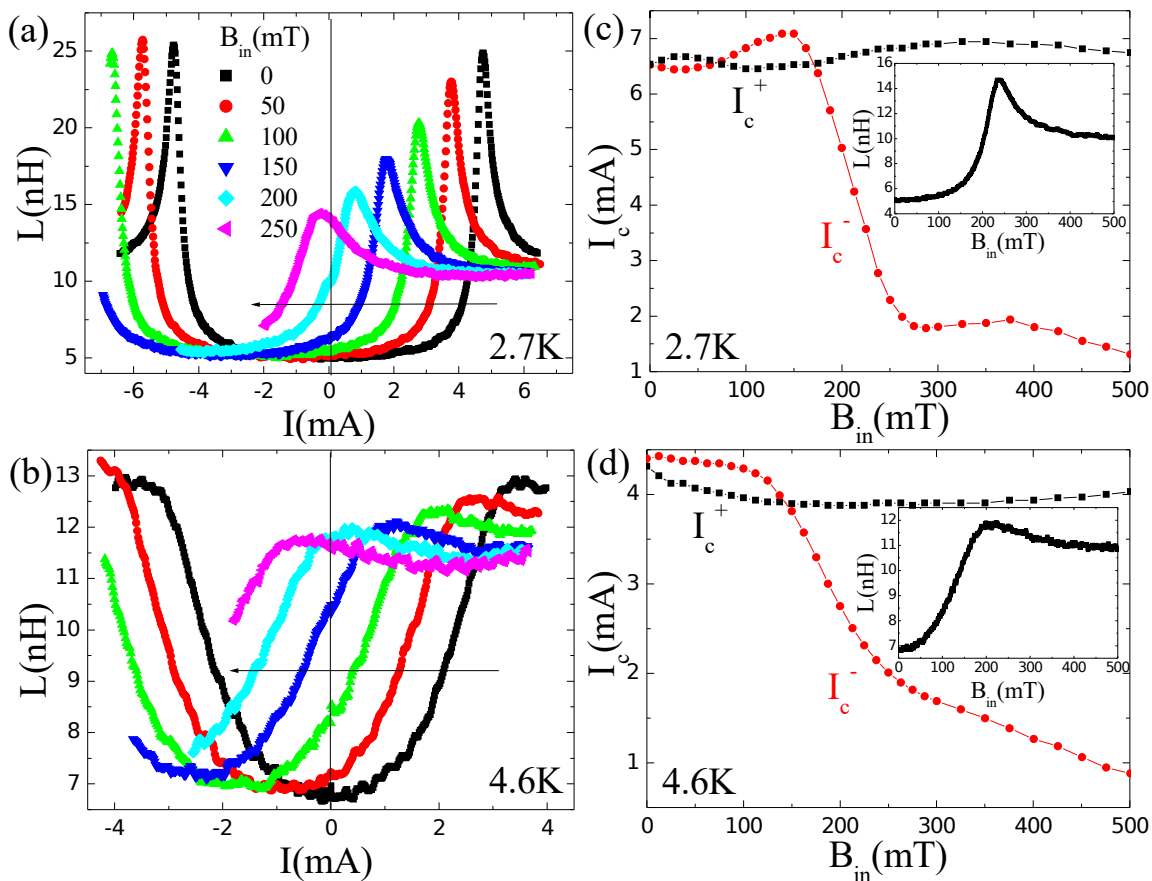 (a)
B_in(mT)
0
50
100
150
200
250
25
20
15
10
5
L(nH)
2.7K
-6 -4 -2 0 2 4 6
I(mA)
(b)
13
12
11
10
9
8
7
L(nH)
4.6K
-4 -2 0 2 4
I(mA)
(c)
7
6
5
4
3
2
1
I_c(mA)
I_c^+
I_c^-
2.7K
16
14
12
10
8
6
4
L(nH)
0 100 200 300 400 500
B_in(mT)
0 100 200 300 400 500
B_in(mT)
(d)
4
3
2
1
I_c(mA)
I_c^+
I_c^-
4.6K
12
11
10
9
8
7
L(nH)
0 100 200 300 400 500
B_in(mT)
0 100 200 300 400 500
B_in(mT)